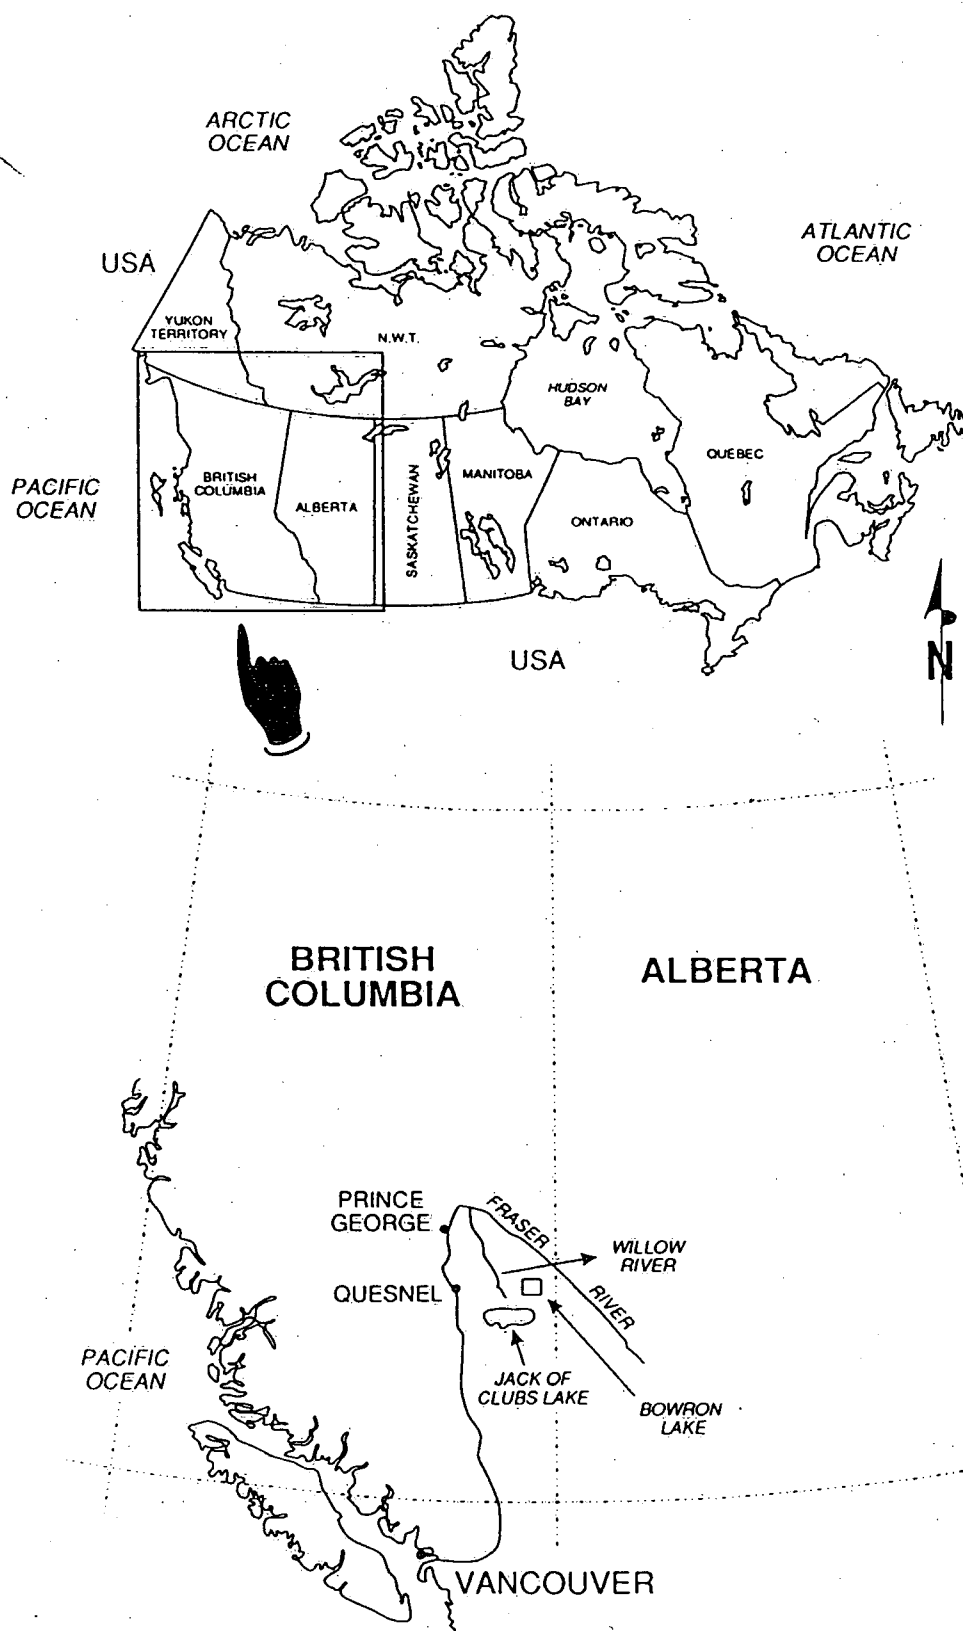 ARCTIC
OCEAN
ATLANTIC
OCEAN
USA
YUKON
TERRITORY
N.W.T.
HUDSON
BAY
QUEBEC
BRITISH
COLUMBIA
ALBERTA
SASKATCHEWAN
MANITOBA
ONTARIO
PACIFIC
OCEAN
USA
N
BRITISH
COLUMBIA
ALBERTA
PRINCE
GEORGE
FRASER
RIVER
WILLOW
RIVER
QUESNEL
JACK OF
CLUBS LAKE
BOWRON
LAKE
PACIFIC
OCEAN
VANCOUVER